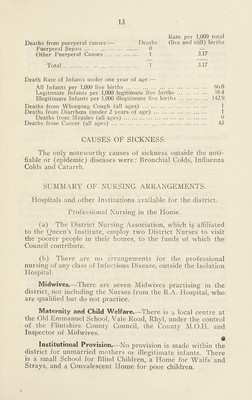 13
Rate per 1,000 total
Deaths from puerperal causes:— Deaths (live and still) births
Puerperal Sepsis ... 0
Other Puerperal Causes ... 1 3.17
Total ... 1 3.17
Death Rate of Infants under one year of age:—
All Infants per 1,000 live births ... 66.0
Legitimate Infants per 1,000 legitimate live births ... 58.4
Illegitimate Infants per 1,000 illegitimate live births ... 142.9
Deaths from Whooping Cough (all ages) ... 1
Deaths from Diarrhoea (under 2 years of age) ... 1
Deaths from Measles (all ages) ... 0
Deaths from Cancer (all ages) ... 43
CAUSES OF SICKNESS.
The only noteworthy causes of sickness outside the noti-
fiable or (epidemic) diseases were: Bronchial Colds, Influenza
Colds and Catarrh.
SUMMARY OF NURSING ARRANGEMENTS.
Hospitals and other Institutions available for the district.
Professional Nursing in the Home.
(a) The District Nursing Association, which is affiliated
to the Queen's Institute, employ two District Nurses to visit
the poorer people in their homes, to the funds of which the
Council contribute.
(b) There are no arrangements for the professional
nursing of any class of Infectious Disease, outside the Isolation
Hospital.
Midwives.—There are seven Midwives practising in the
district, not including the Nurses from the R.A. Hospital, who
are qualified but do not practice.
Maternity and Child Welfare.—There is a local centre at
the Old Emmanuel School, Vale Road, Rhyl, under the control
of the Flintshire County Council, the County M.O.H. and
Inspector of Midwives.
Institutional Provision.—No provision is made within the
district for unmarried mothers or illegitimate infants. There
is a small School for Blind Children, a Home for Waifs and
Strays, and a Convalescent Home for poor children.